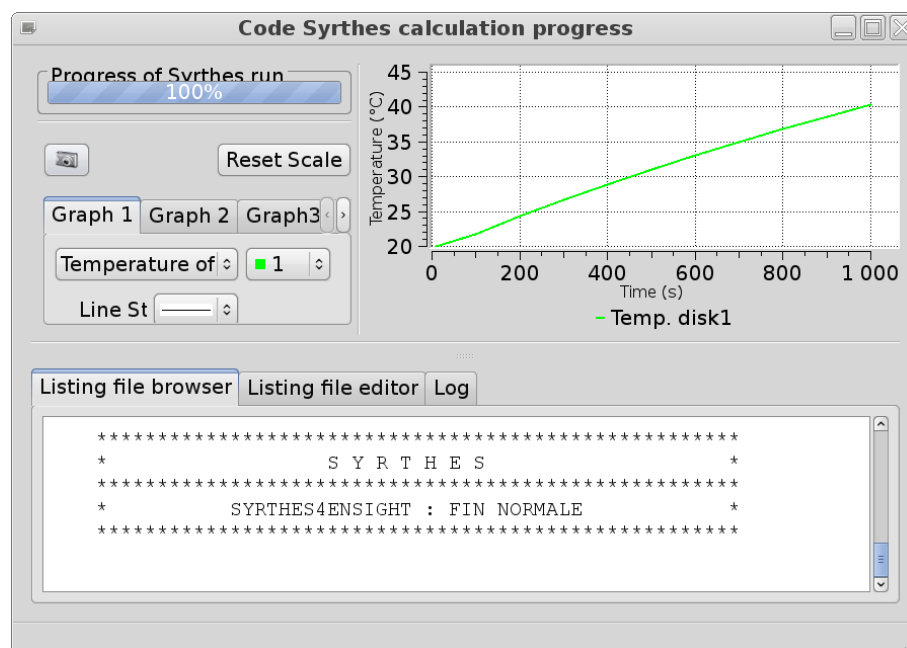 Code Syrthes calculation progress
Progress of Syrthes run
100%
Reset Scale
Graph 1 Graph 2 Graph3
Temperature of 1
Line St
Temperature (°C)
45
40
35
30
25
20
0 200 400 600 800 1 000
Time (s)
Temp. disk1
Listing file browser Listing file editor Log
******************************************
* S Y R T H E S *
******************************************
* SYRTHES4ENSIGHT : FIN NORMALE *
******************************************